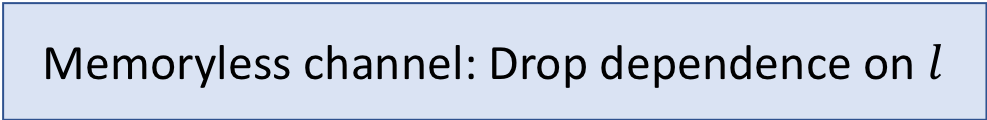 Memoryless channel: Drop dependence on 𝑙